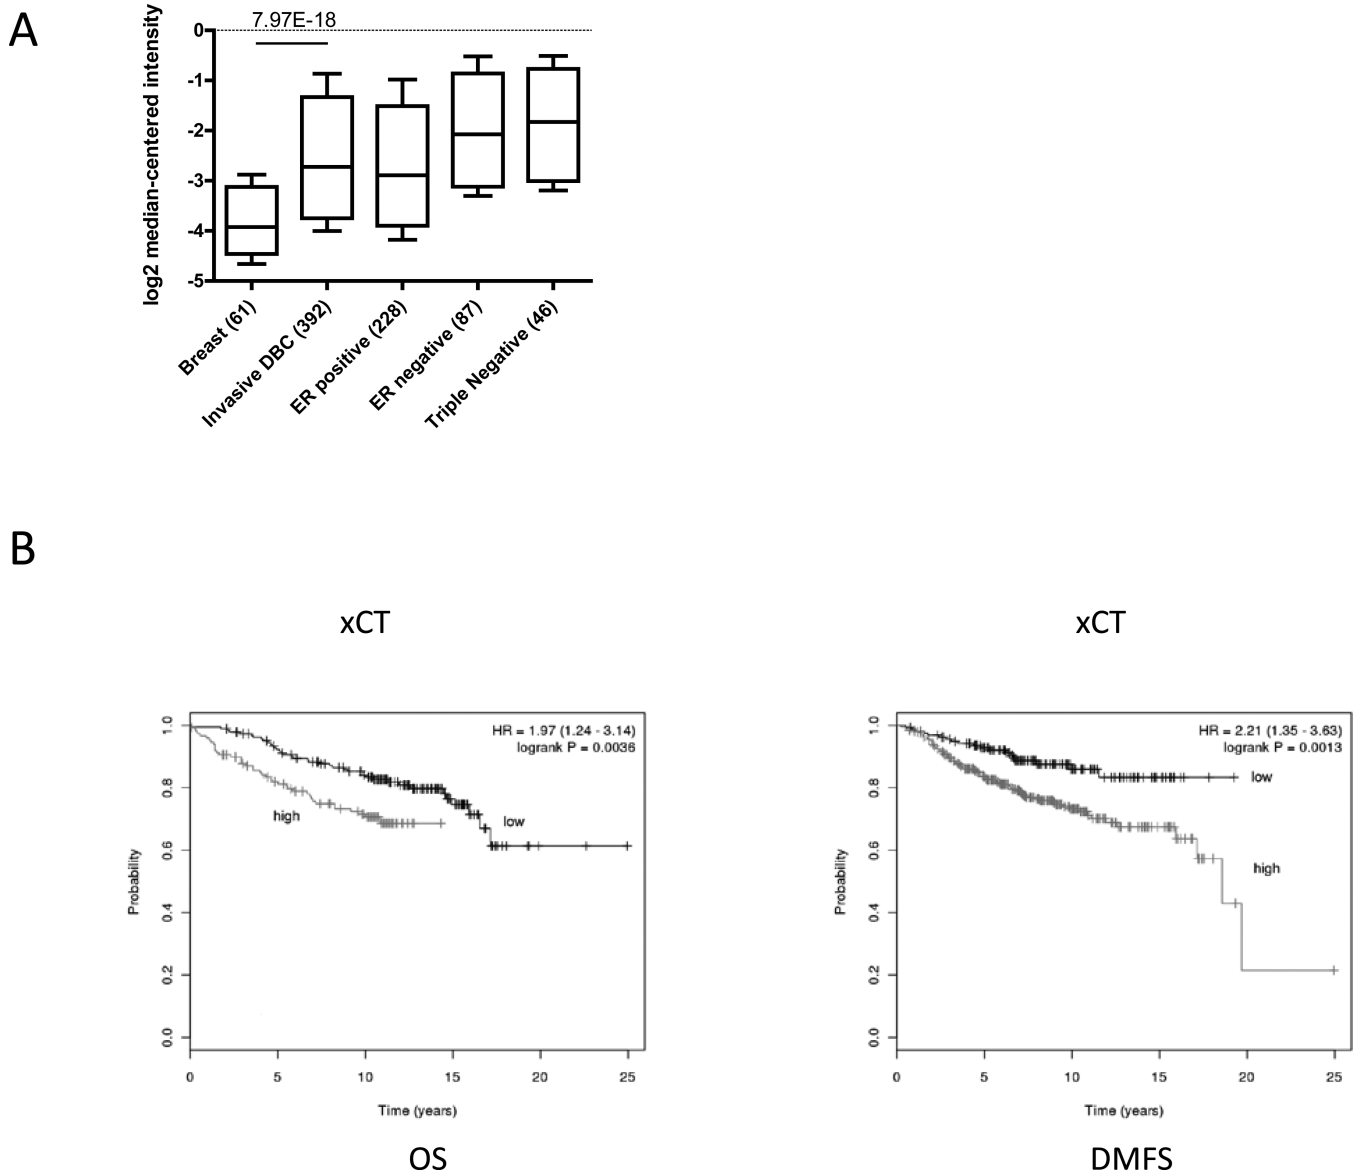 A
7.97E-18
log2 median-centered intensity
0
-1
-2
-3
-4
-5
Breast (61)
Invasive DBC (392)
ER positive (228)
ER negative (87)
Triple Negative (46)
B
xCT
HR = 1.97 (1.24 - 3.14)
logrank P = 0.0036
high
low
Probability
1.0
0.8
0.6
0.4
0.2
0.0
0 5 10 15 20 25
Time (years)
OS
xCT
HR = 2.21 (1.35 - 3.63)
logrank P = 0.0013
low
high
Probability
1.0
0.8
0.6
0.4
0.2
0.0
0 5 10 15 20 25
Time (years)
DMFS